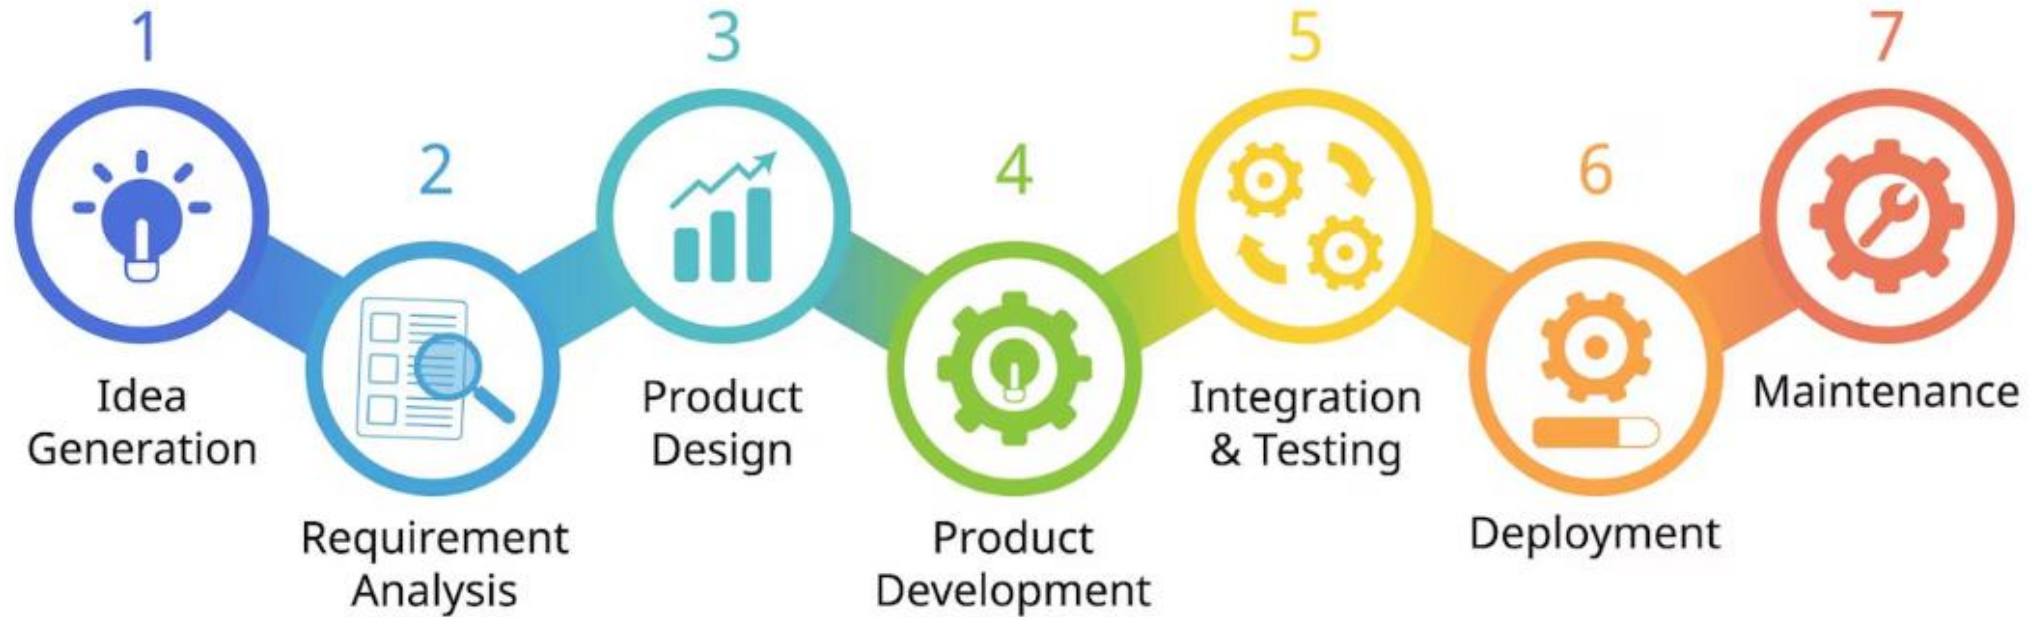 1
Idea
Generation
2
Requirement
Analysis
3
Product
Design
4
Product
Development
5
Integration
& Testing
6
Deployment
7
Maintenance